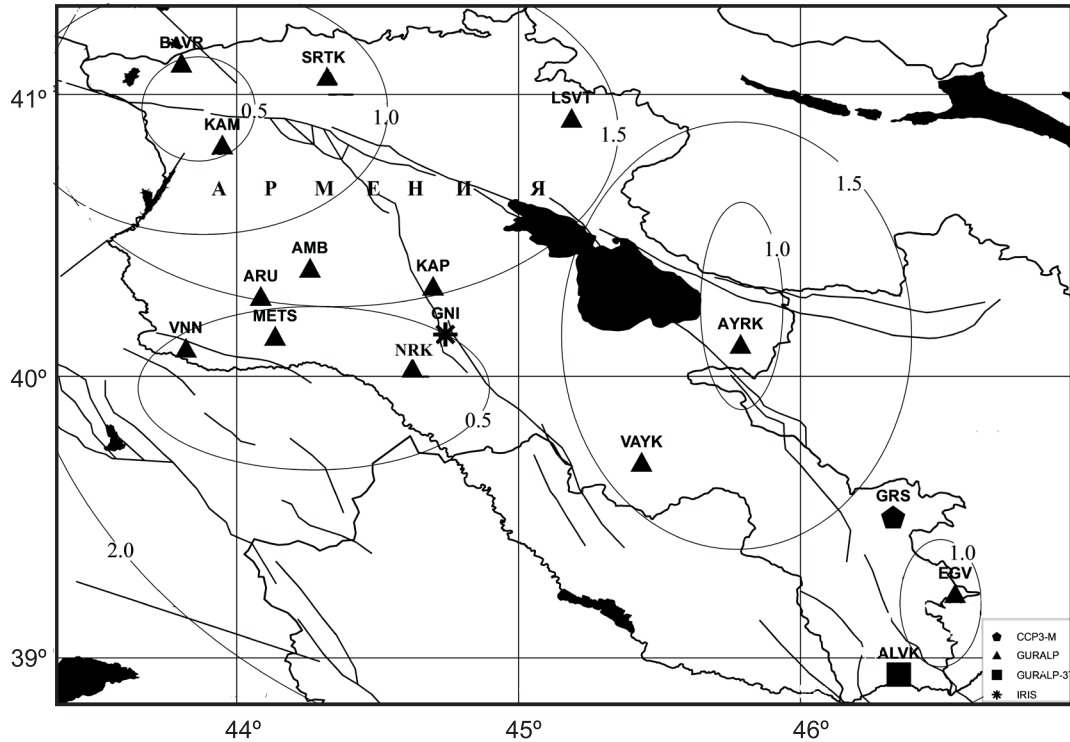 BAVR
SRTK
41°
LSVT
0.5
1.0
1.5
KAM
А Р М Е Н И Я
1.5
1.0
AMB
KAP
ARU
METS
GNI
VNN
AYRK
NRK
40°
0.5
VAYK
GRS
2.0
1.0
EGV
CCP3-M
GURALP
39°
ALVK
GURALP-3T
IRIS
44°
45°
46°